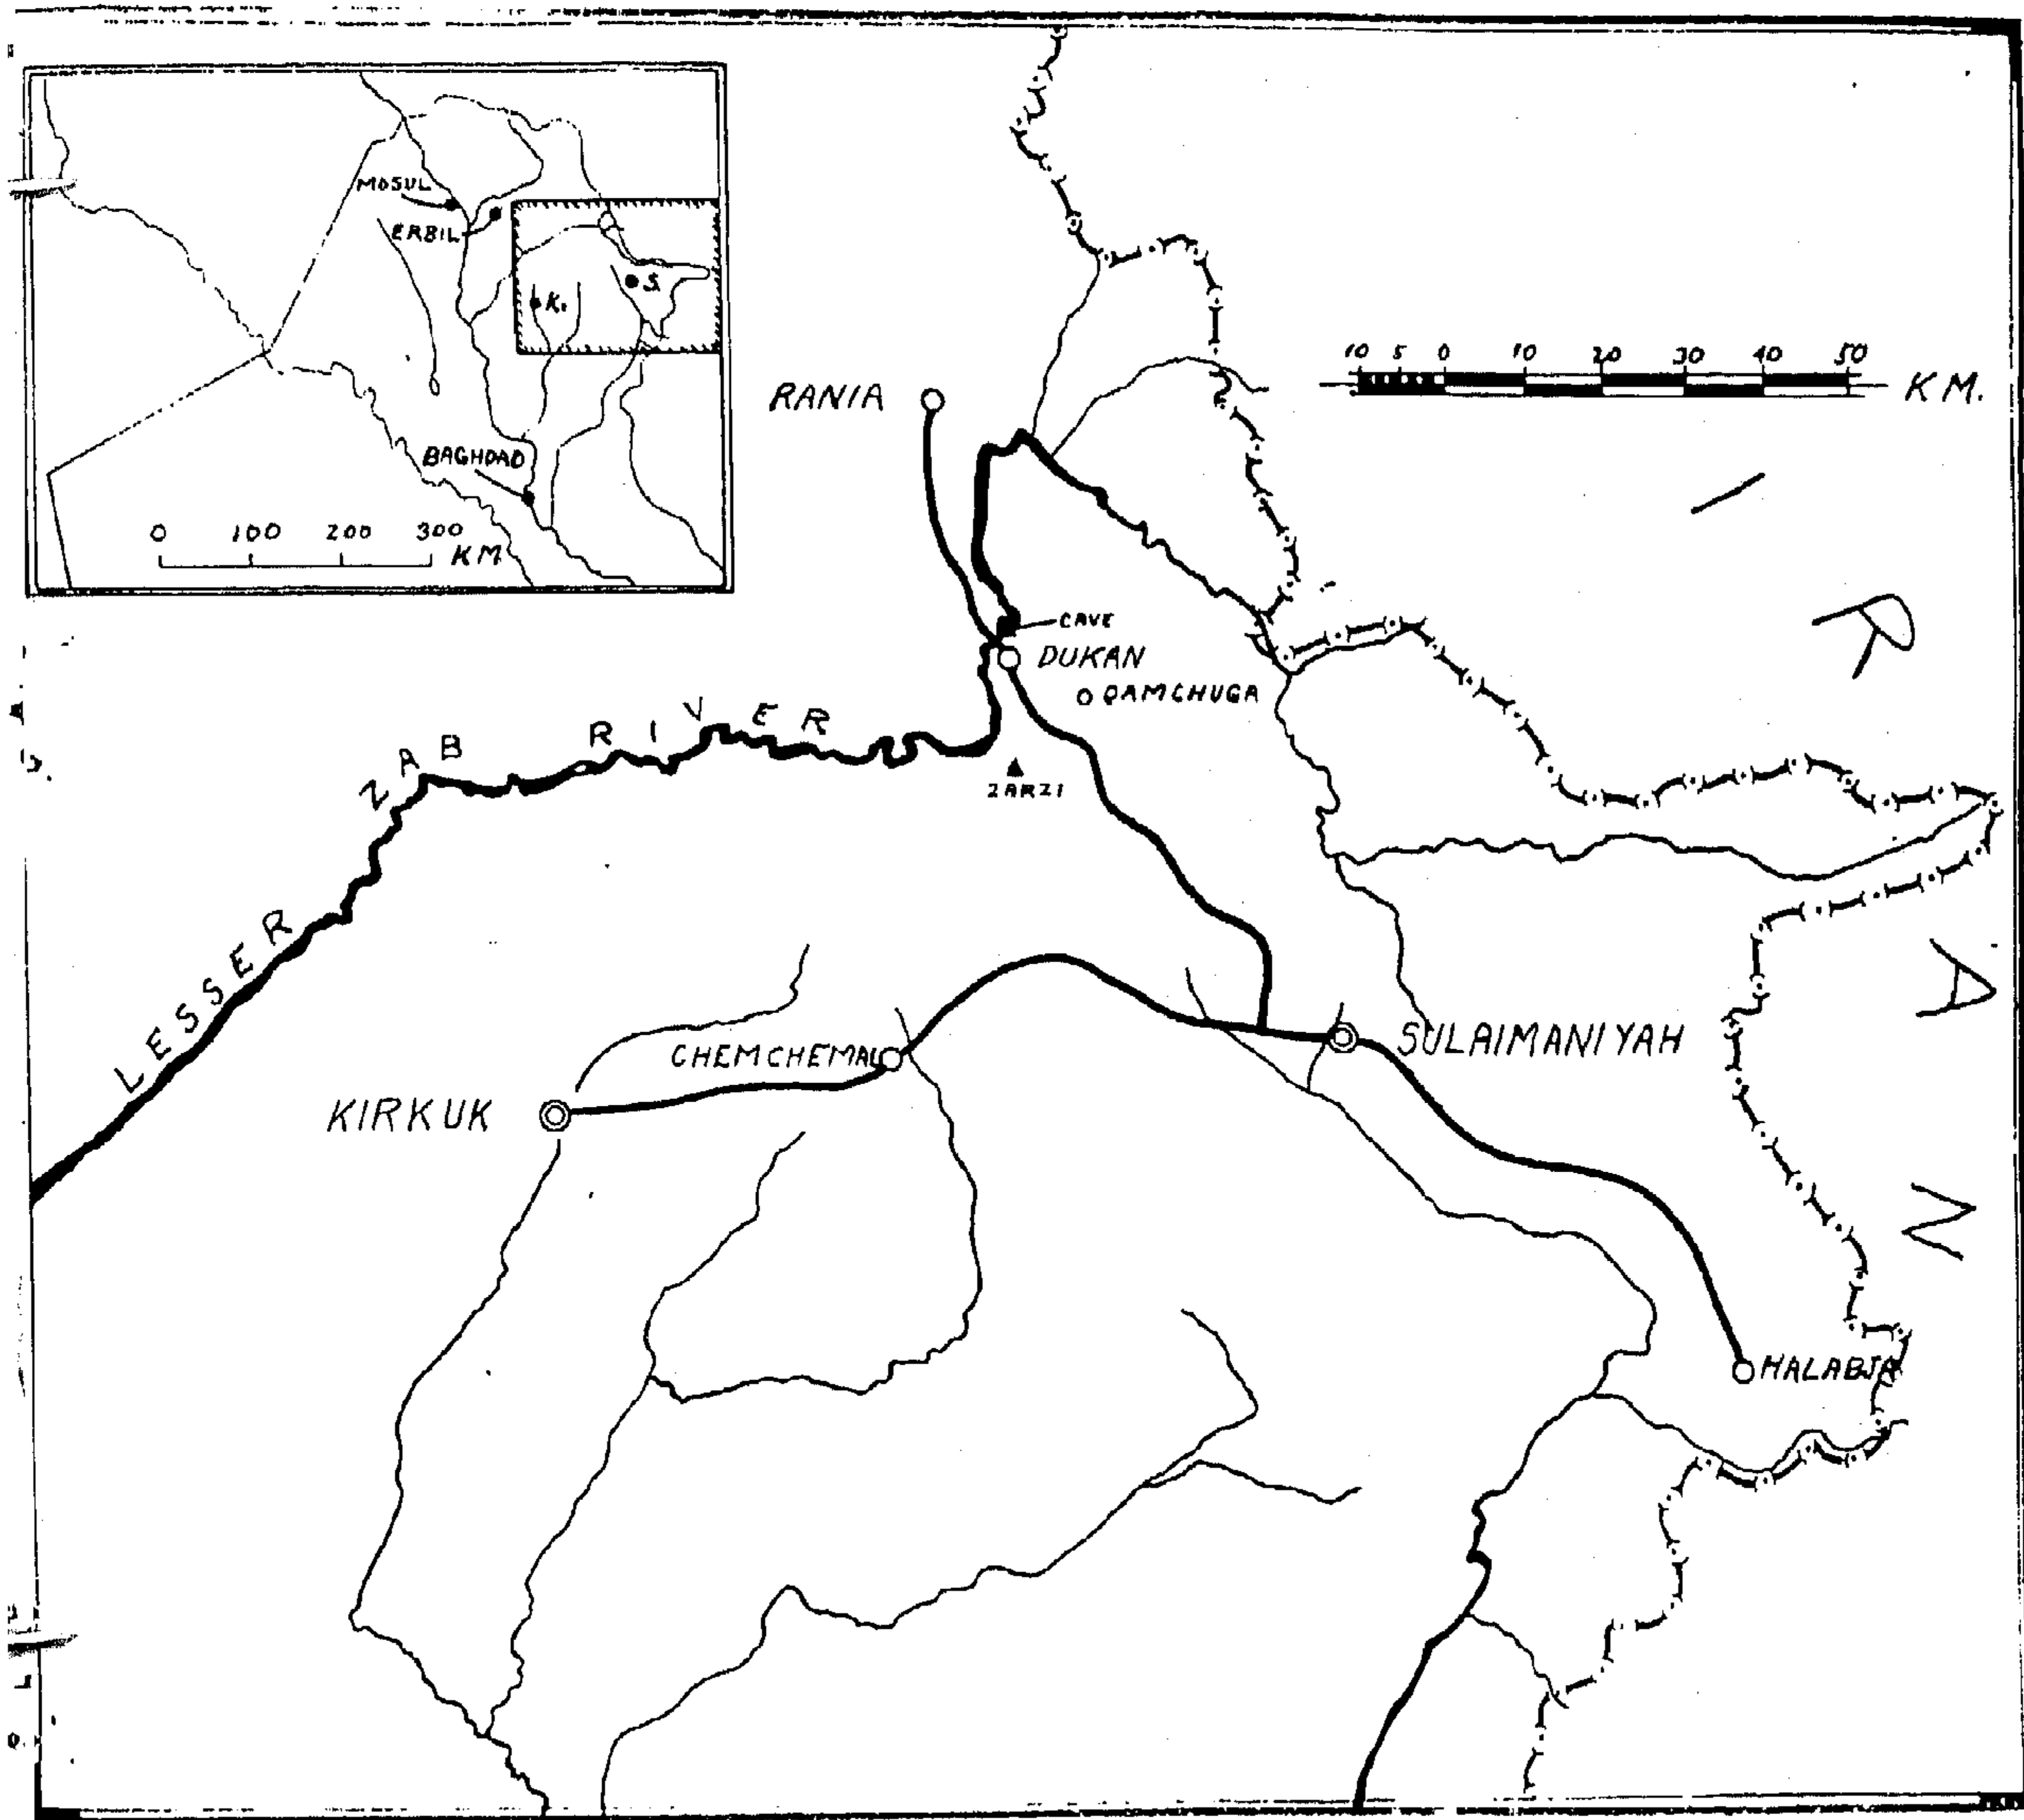 MOSUL
ERBIL
S.
K.
BAGHDAD
0 100 200 300
KM
10 5 0 10 20 30 40 50
KM.
RANIA
CAVE
DUKAN
QAMCHUGA
ZARZI
LESSER ZAB RIVER
IRAN
CHEMCHEMAL
SULAIMANIYAH
KIRKUK
HALABJA